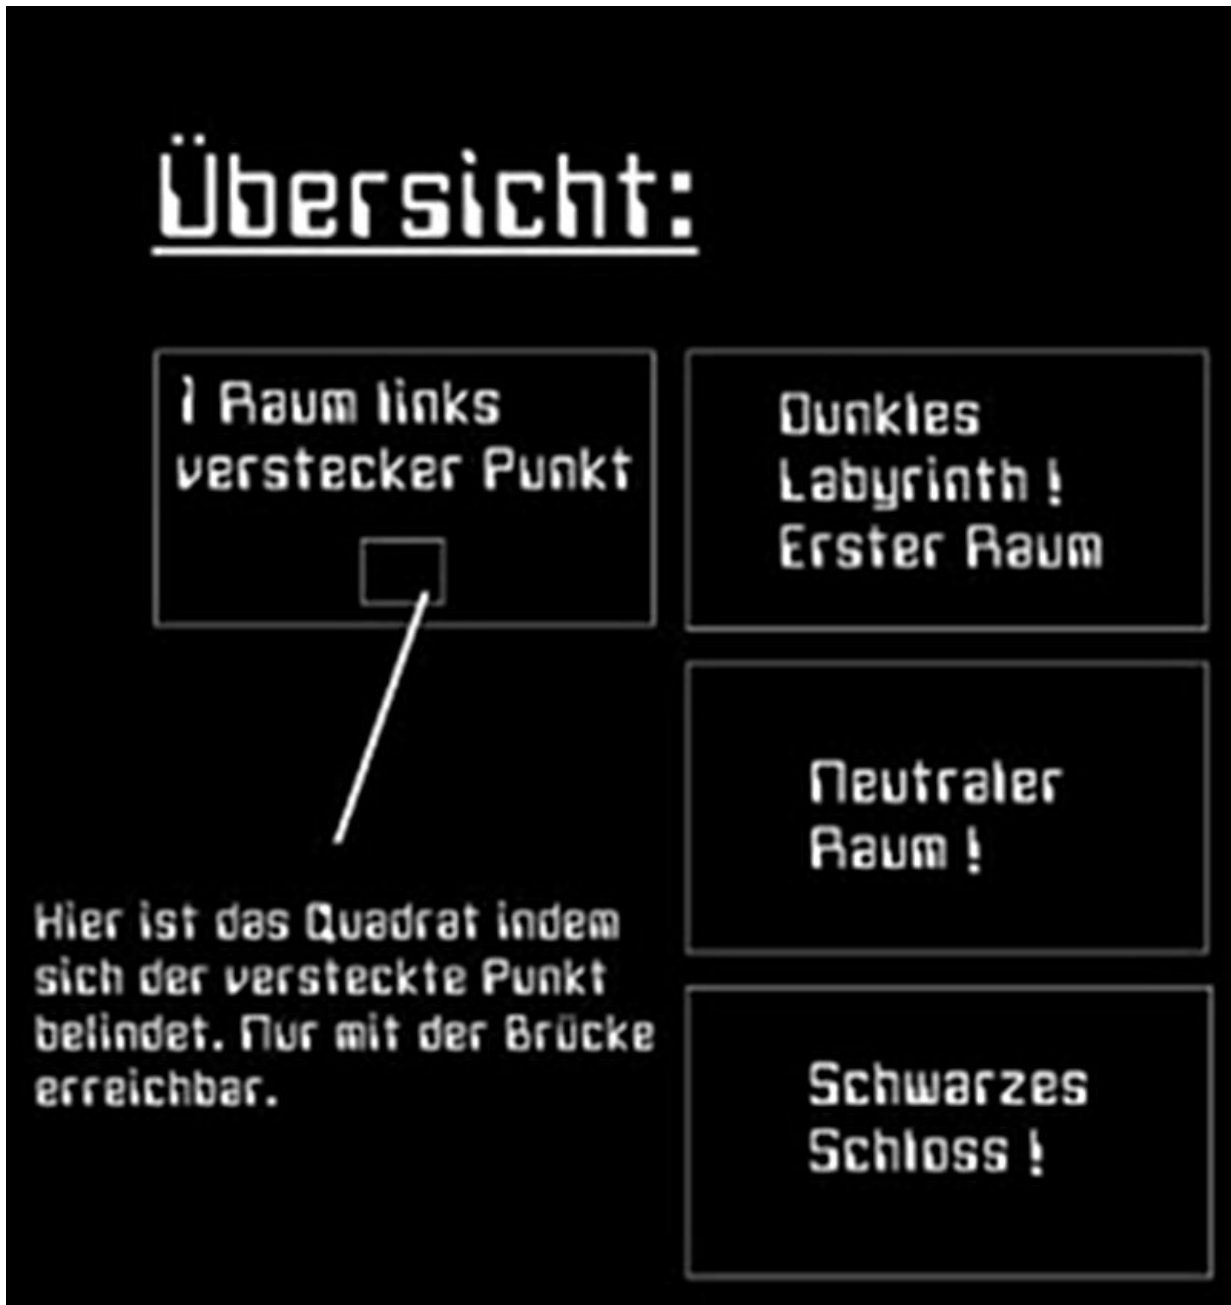 Übersicht:
1 Raum links
verstecker Punkt
Dunkles
Labyrinth !
Erster Raum
Neutraler
Raum !
Hier ist das Quadrat indem
sich der versteckte Punkt
belindet. Nur mit der Brücke
erreichbar.
Schwarzes
Schloss !